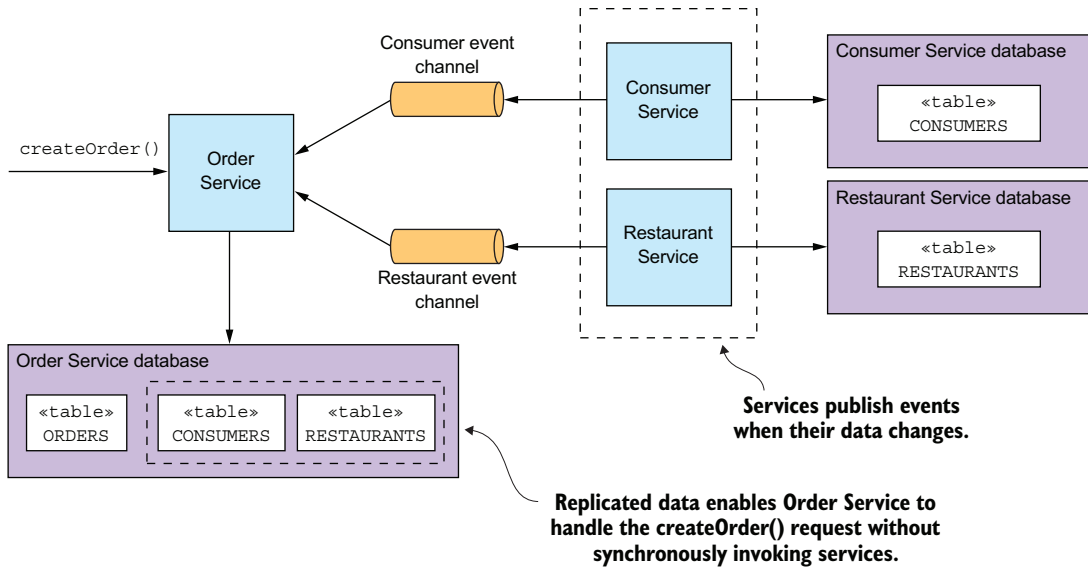 Consumer event
channel
Consumer
Service
Consumer Service database
«table»
CONSUMERS
createOrder()
Order
Service
Restaurant event
channel
Restaurant
Service
Restaurant Service database
«table»
RESTAURANTS
Order Service database
«table»
ORDERS
«table»
CONSUMERS
«table»
RESTAURANTS
Services publish events
when their data changes.
Replicated data enables Order Service to
handle the createOrder() request without
synchronously invoking services.